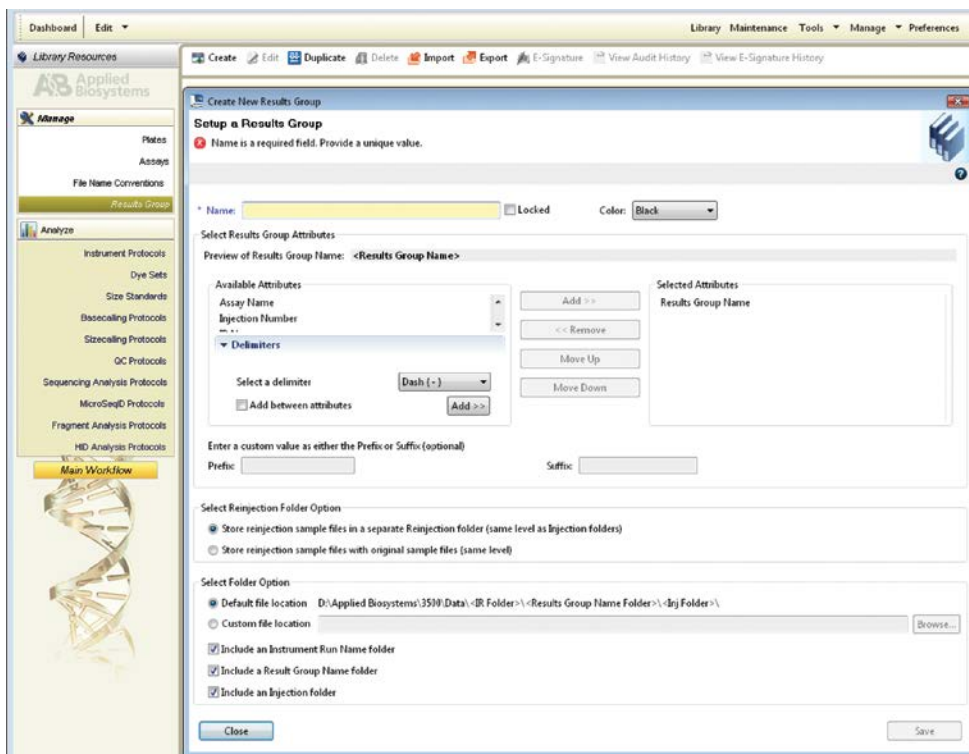 Dashboard Edit Library Maintenance Tools Manage Preferences
Library Resources
Create Edit Duplicate Delete Import Export E-Signature View Audit History View E-Signature History
AB Applied Biosystems
Manage
Plates
Assays
File Name Conventions
Results Group
Analyze
Instrument Protocols
Dye Sets
Size Standards
Basecalling Protocols
Sizecalling Protocols
QC Protocols
Sequencing Analysis Protocols
MicroSeqID Protocols
Fragment Analysis Protocols
HID Analysis Protocols
Main Workflow
Create New Results Group
Setup a Results Group
Name is a required field. Provide a unique value.
* Name: Locked Color: Black
Select Results Group Attributes
Preview of Results Group Name: <Results Group Name>
Available Attributes
Assay Name
Injection Number
Delimiters
Select a delimiter Dash ( - )
Add between attributes Add >>
Add >>
<< Remove
Move Up
Move Down
Selected Attributes
Results Group Name
Enter a custom value as either the Prefix or Suffix (optional)
Prefix: Suffix:
Select Reinjection Folder Option
Store reinjection sample files in a separate Reinjection folder (same level as Injection folders)
Store reinjection sample files with original sample files (same level)
Select Folder Option
Default file location D:\Applied Biosystems\3500\Data\<IR Folder>\<Results Group Name Folder>\<Inj Folder>\
Custom file location Browse...
Include an Instrument Run Name folder
Include a Result Group Name folder
Include an Injection folder
Close Save